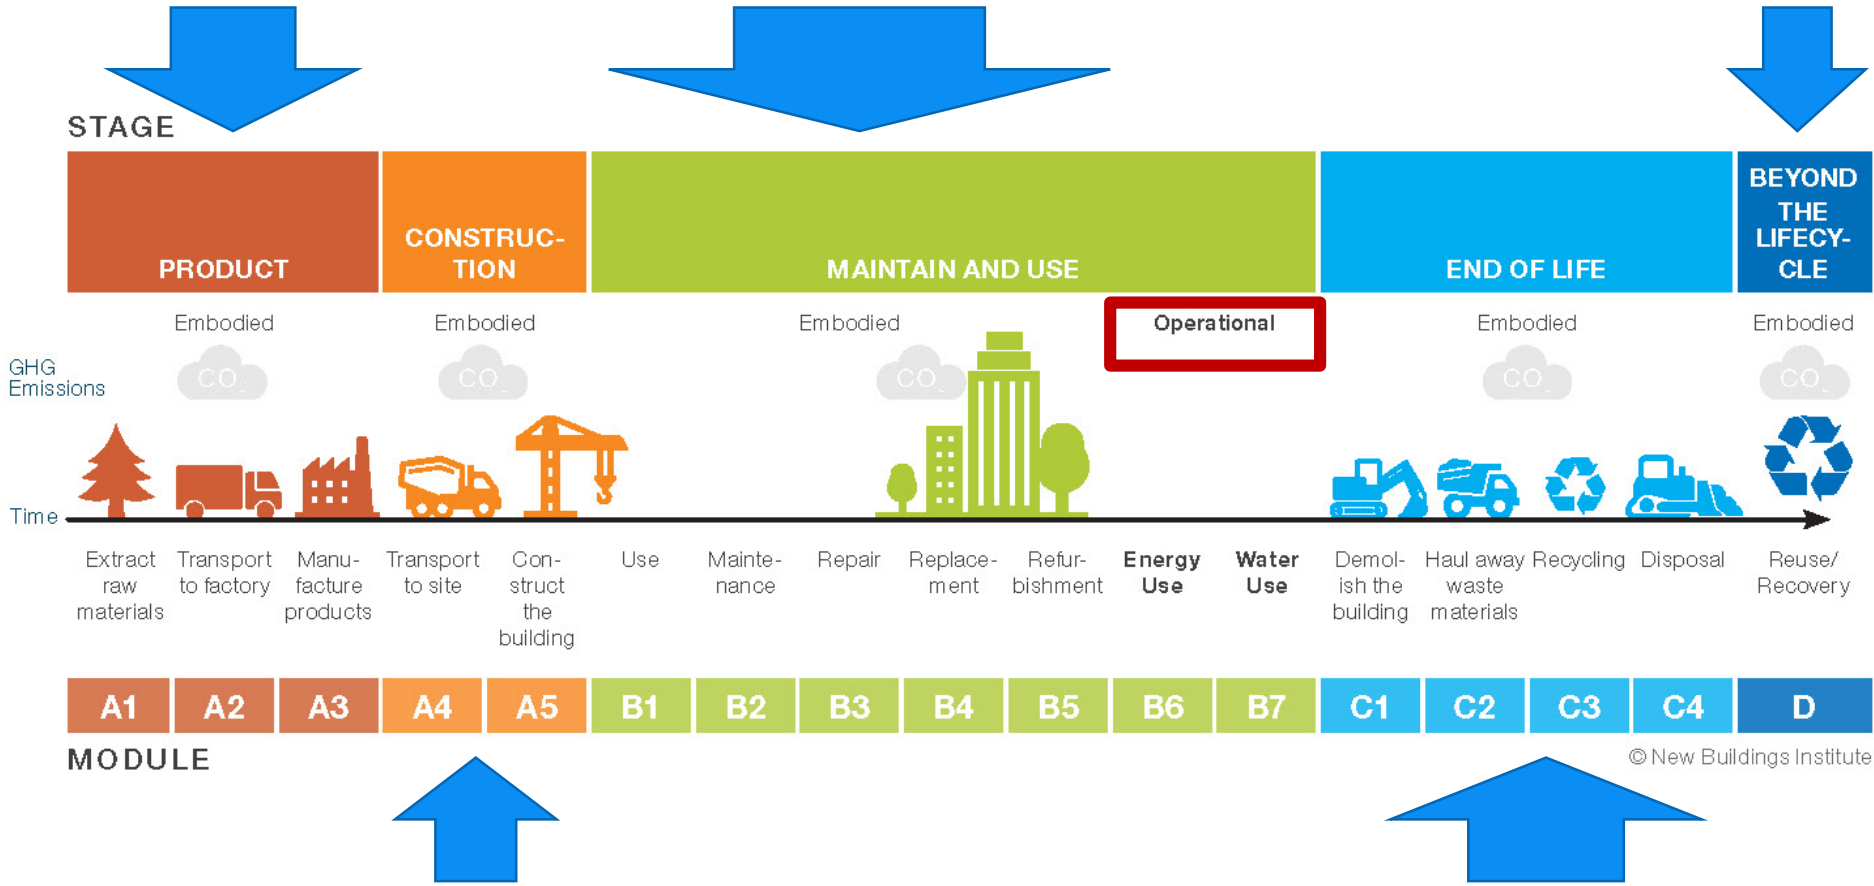 STAGE
PRODUCT
CONSTRUC-
TION
MAINTAIN AND USE
END OF LIFE
BEYOND
THE
LIFECY-
CLE
Embodied
Embodied
Embodied
Operational
Embodied
Embodied
GHG
Emissions
CO
CO
CO
CO
CO
Time
Extract
raw
materials
Transport
to factory
Manu-
facture
products
Transport
to site
Con-
struct
the
building
Use
Mainte-
nance
Repair
Replace-
ment
Refur-
bishment
Energy
Use
Water
Use
Demol-
ish the
building
Haul away
waste
materials
Recycling
Disposal
Reuse/
Recovery
A1
A2
A3
A4
A5
B1
B2
B3
B4
B5
B6
B7
C1
C2
C3
C4
D
MODULE
© New Buildings Institute